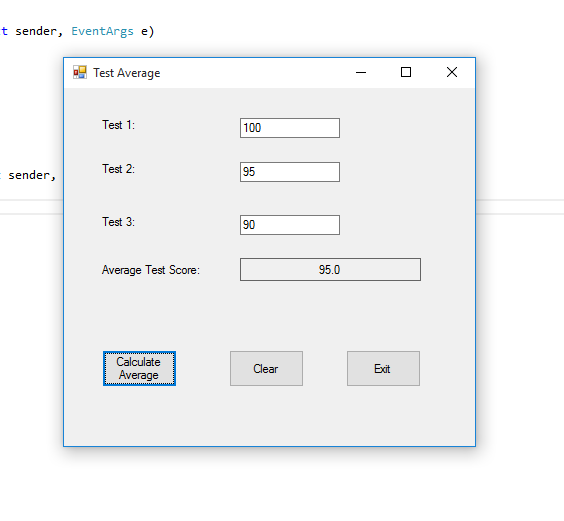 t sender, EventArgs e)
Test Average
Test 1:
100
Test 2:
95
sender,
Test 3:
90
Average Test Score:
95.0
Calculate
Average
Clear
Exit